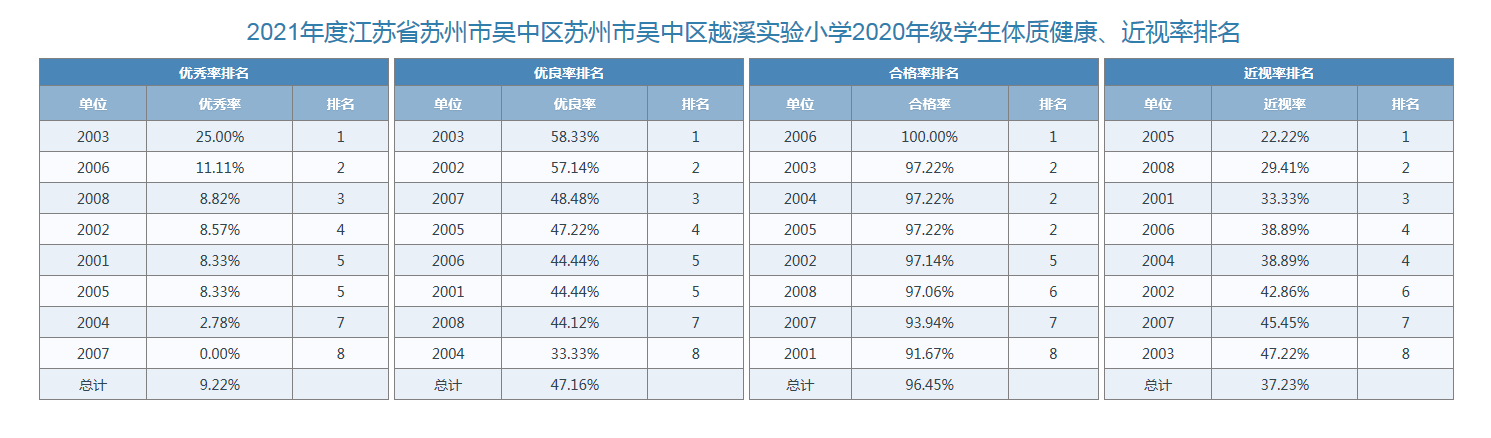 2021年度江苏省苏州市吴中区苏州市吴中区越溪实验小学2020年级学生体质健康、近视率排名
优秀率排名 优良率排名 合格率排名 近视率排名
单位 优秀率 排名 单位 优良率 排名 单位 合格率 排名 单位 近视率 排名
2003 25.00% 1 2003 58.33% 1 2006 100.00% 1 2005 22.22% 1
2006 11.11% 2 2002 57.14% 2 2003 97.22% 2 2008 29.41% 2
2008 8.82% 3 2007 48.48% 3 2004 97.22% 2 2001 33.33% 3
2002 8.57% 4 2005 47.22% 4 2005 97.22% 2 2006 38.89% 4
2001 8.33% 5 2006 44.44% 5 2002 97.14% 5 2004 38.89% 4
2005 8.33% 5 2001 44.44% 5 2008 97.06% 6 2002 42.86% 6
2004 2.78% 7 2008 44.12% 7 2007 93.94% 7 2007 45.45% 7
2007 0.00% 8 2004 33.33% 8 2001 91.67% 8 2003 47.22% 8
总计 9.22% 总计 47.16% 总计 96.45% 总计 37.23%